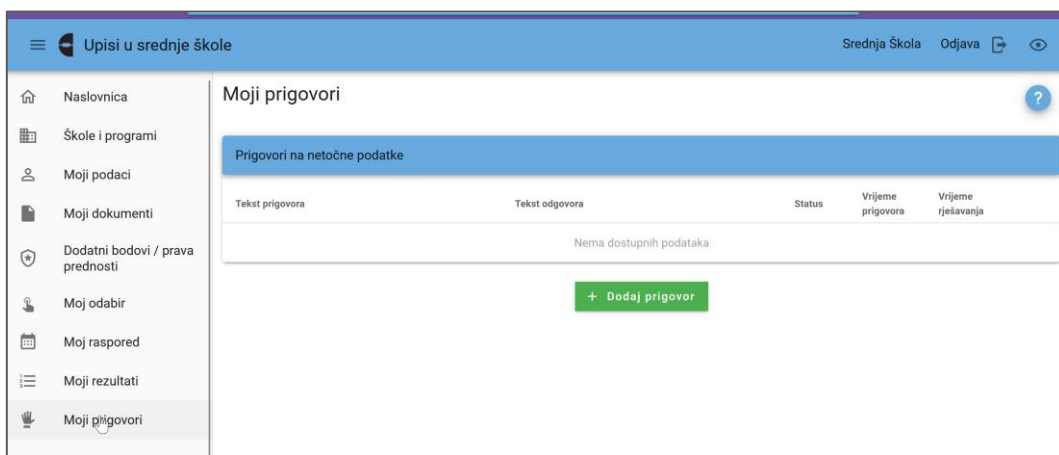 Upisi u srednje škole
Srednja Škola
Odjava
Naslovnica
Škole i programi
Moji podaci
Moji dokumenti
Dodatni bodovi / prava
prednosti
Moj odabir
Moj raspored
Moji rezultati
Moji prigovori
Moji prigovori
?
Prigovori na netočne podatke
Tekst prigovora
Tekst odgovora
Status
Vrijeme
prigovora
Vrijeme
rješavanja
Nema dostupnih podataka
+ Dodaj prigovor